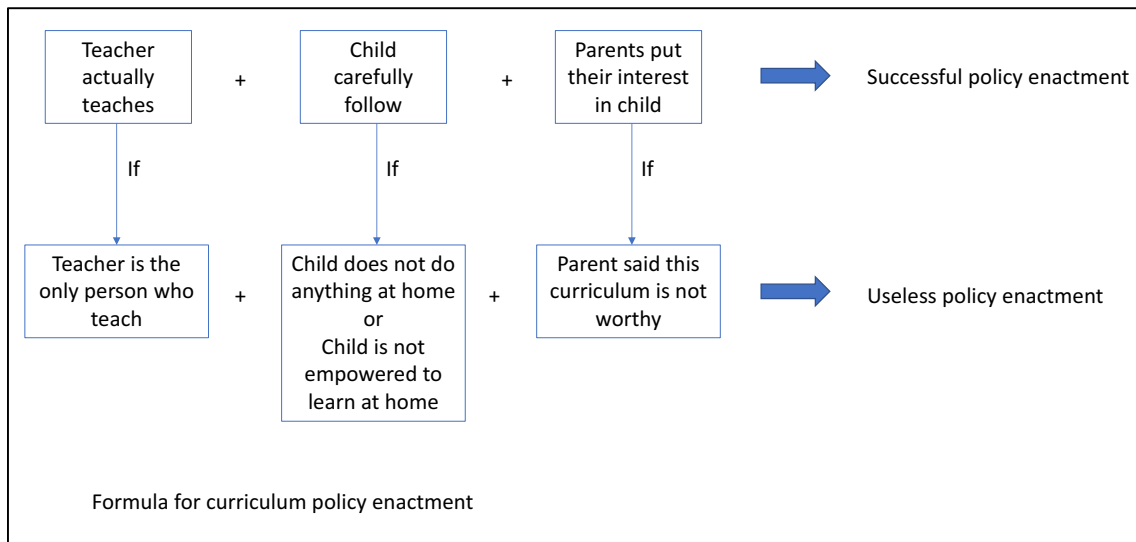 Teacher
actually
teaches
+
Child
carefully
follow
+
Parents put
their interest
in child
Successful policy enactment
If
If
If
Teacher is the
only person who
teach
+
Child does not do
anything at home
or
Child is not
empowered to
learn at home
+
Parent said this
curriculum is not
worthy
Useless policy enactment
Formula for curriculum policy enactment